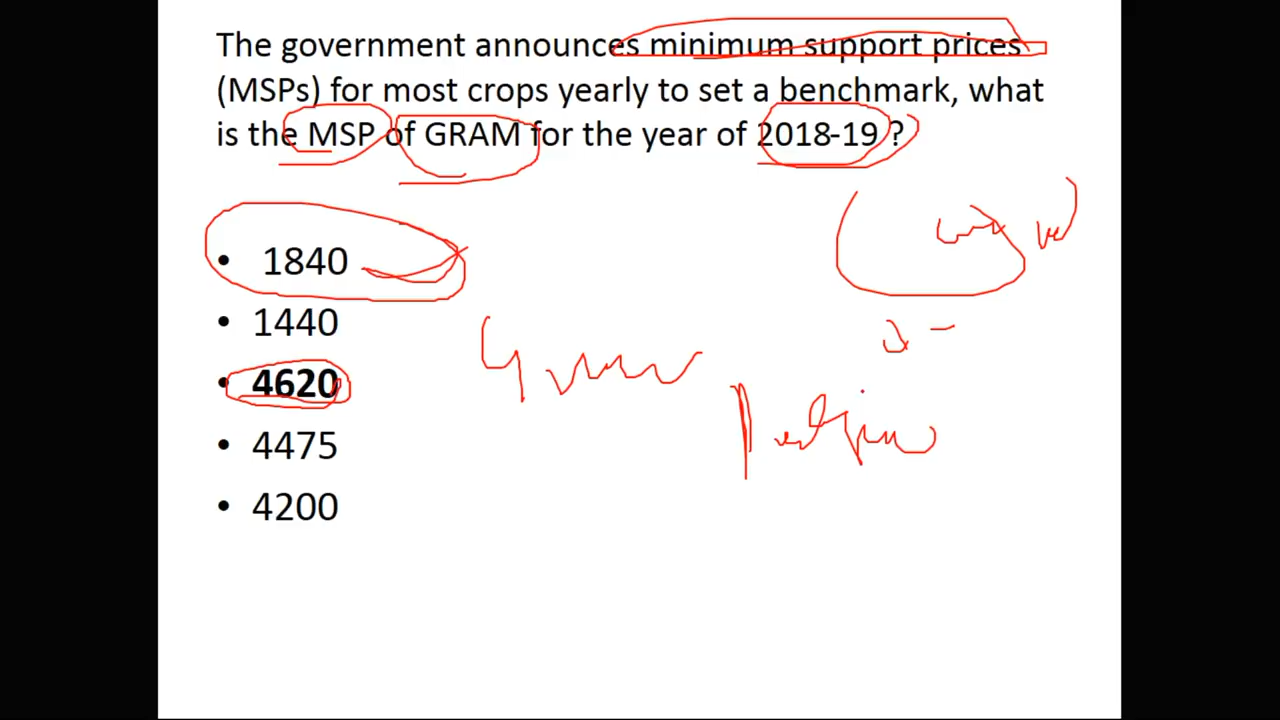 The government announces minimum support prices
(MSPs) for most crops yearly to set a benchmark, what
is the MSP of GRAM for the year of 2018-19 ?
• 1840
• 1440
• 4620
• 4475
• 4200